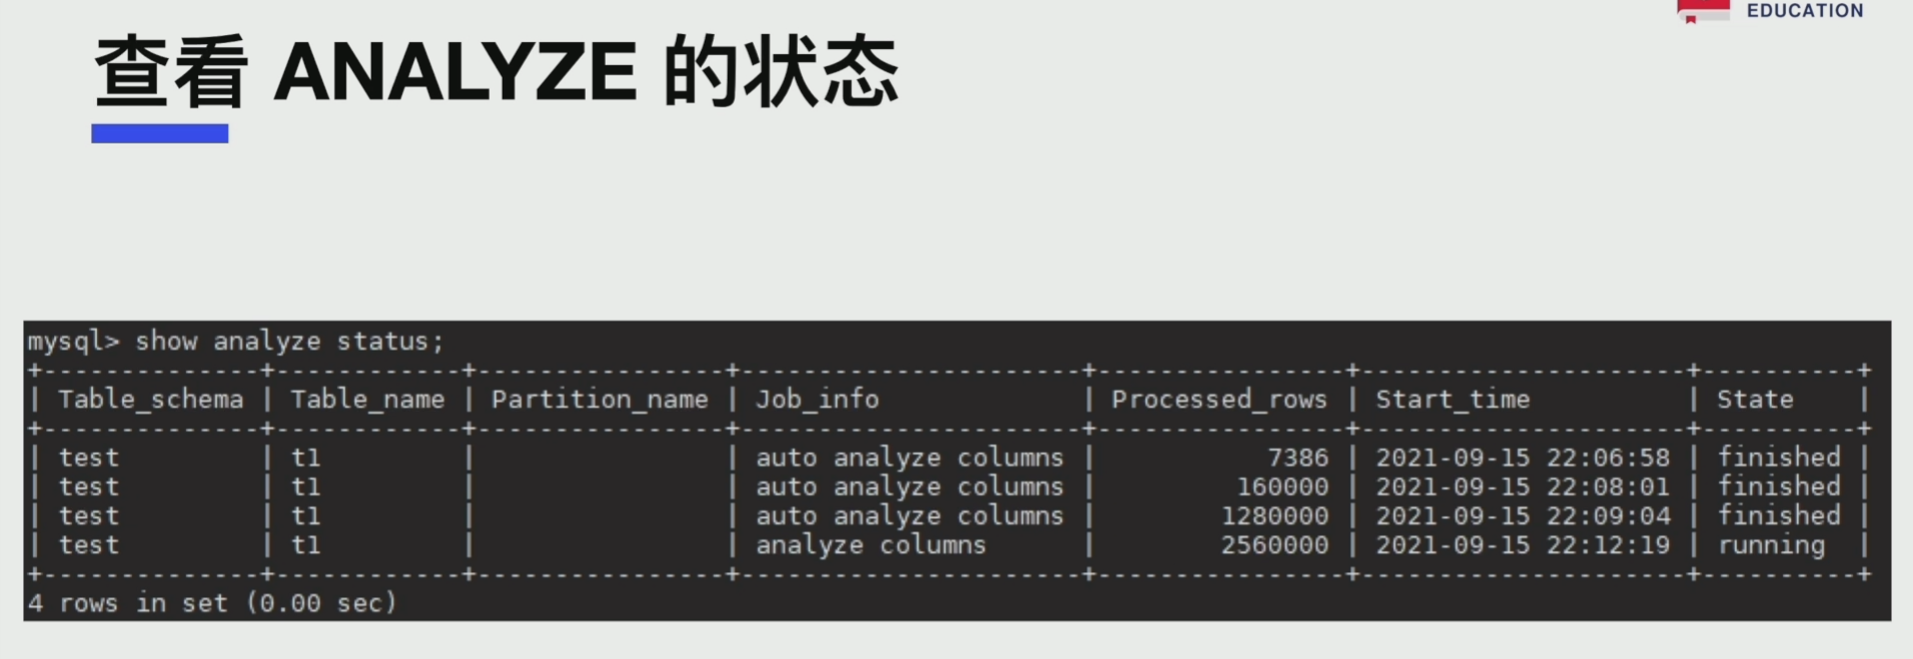 EDUCATION
查看 ANALYZE 的状态
mysql> show analyze status;
+--------------+------------+----------------+----------------------+----------------+---------------------+----------+
| Table_schema | Table_name | Partition_name | Job_info             | Processed_rows | Start_time          | State    |
+--------------+------------+----------------+----------------------+----------------+---------------------+----------+
| test         | t1         |                | auto analyze columns |           7386 | 2021-09-15 22:06:58 | finished |
| test         | t1         |                | auto analyze columns |         160000 | 2021-09-15 22:08:01 | finished |
| test         | t1         |                | auto analyze columns |        1280000 | 2021-09-15 22:09:04 | finished |
| test         | t1         |                | analyze columns      |        2560000 | 2021-09-15 22:12:19 | running  |
+--------------+------------+----------------+----------------------+----------------+---------------------+----------+
4 rows in set (0.00 sec)